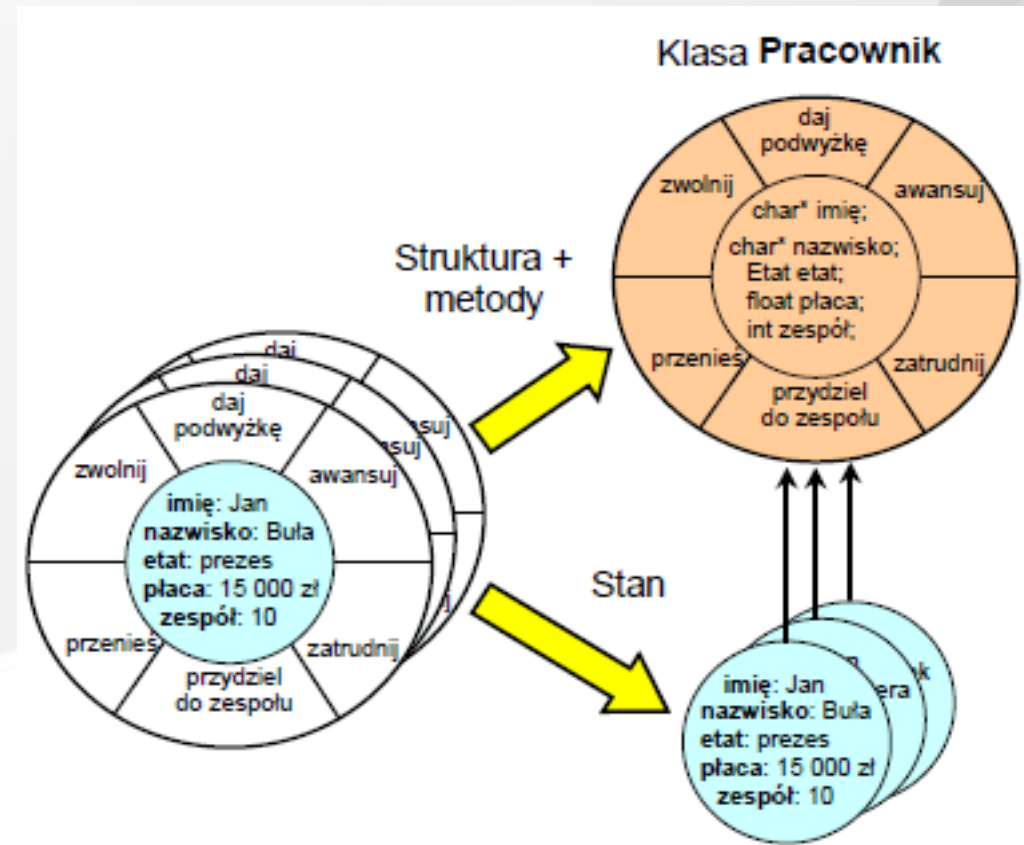 Klasa Pracownik
daj
podwyżkę
zwolnij
awansuj
char* imię;
char* nazwisko;
Etat etat;
float płaca;
int zespół;
przenieś
zatrudnij
przydziel
do zespołu
Struktura +
metody
daj
daj
daj
podwyżkę
zwolnij
awansuj
imię: Jan
nazwisko: Buła
etat: prezes
płaca: 15 000 zł
zespół: 10
przenieś
zatrudnij
przydziel
do zespołu
Stan
imię: Jan
nazwisko: Buła
etat: prezes
płaca: 15 000 zł
zespół: 10